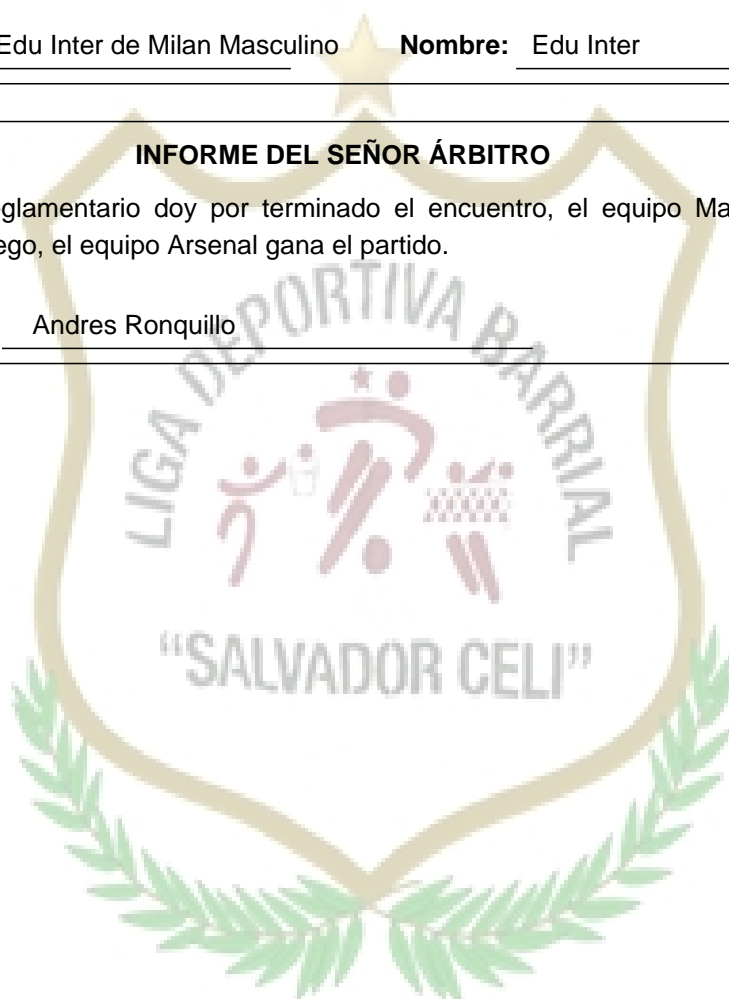 Edu Inter de Milan Masculino Nombre: Edu Inter
INFORME DEL SEÑOR ÁRBITRO
eglamentario doy por terminado el encuentro, el equipo Ma
ego, el equipo Arsenal gana el partido.
Andres Ronquillo
LIGA DEPORTIVA BARRIAL
“SALVADOR CELI”